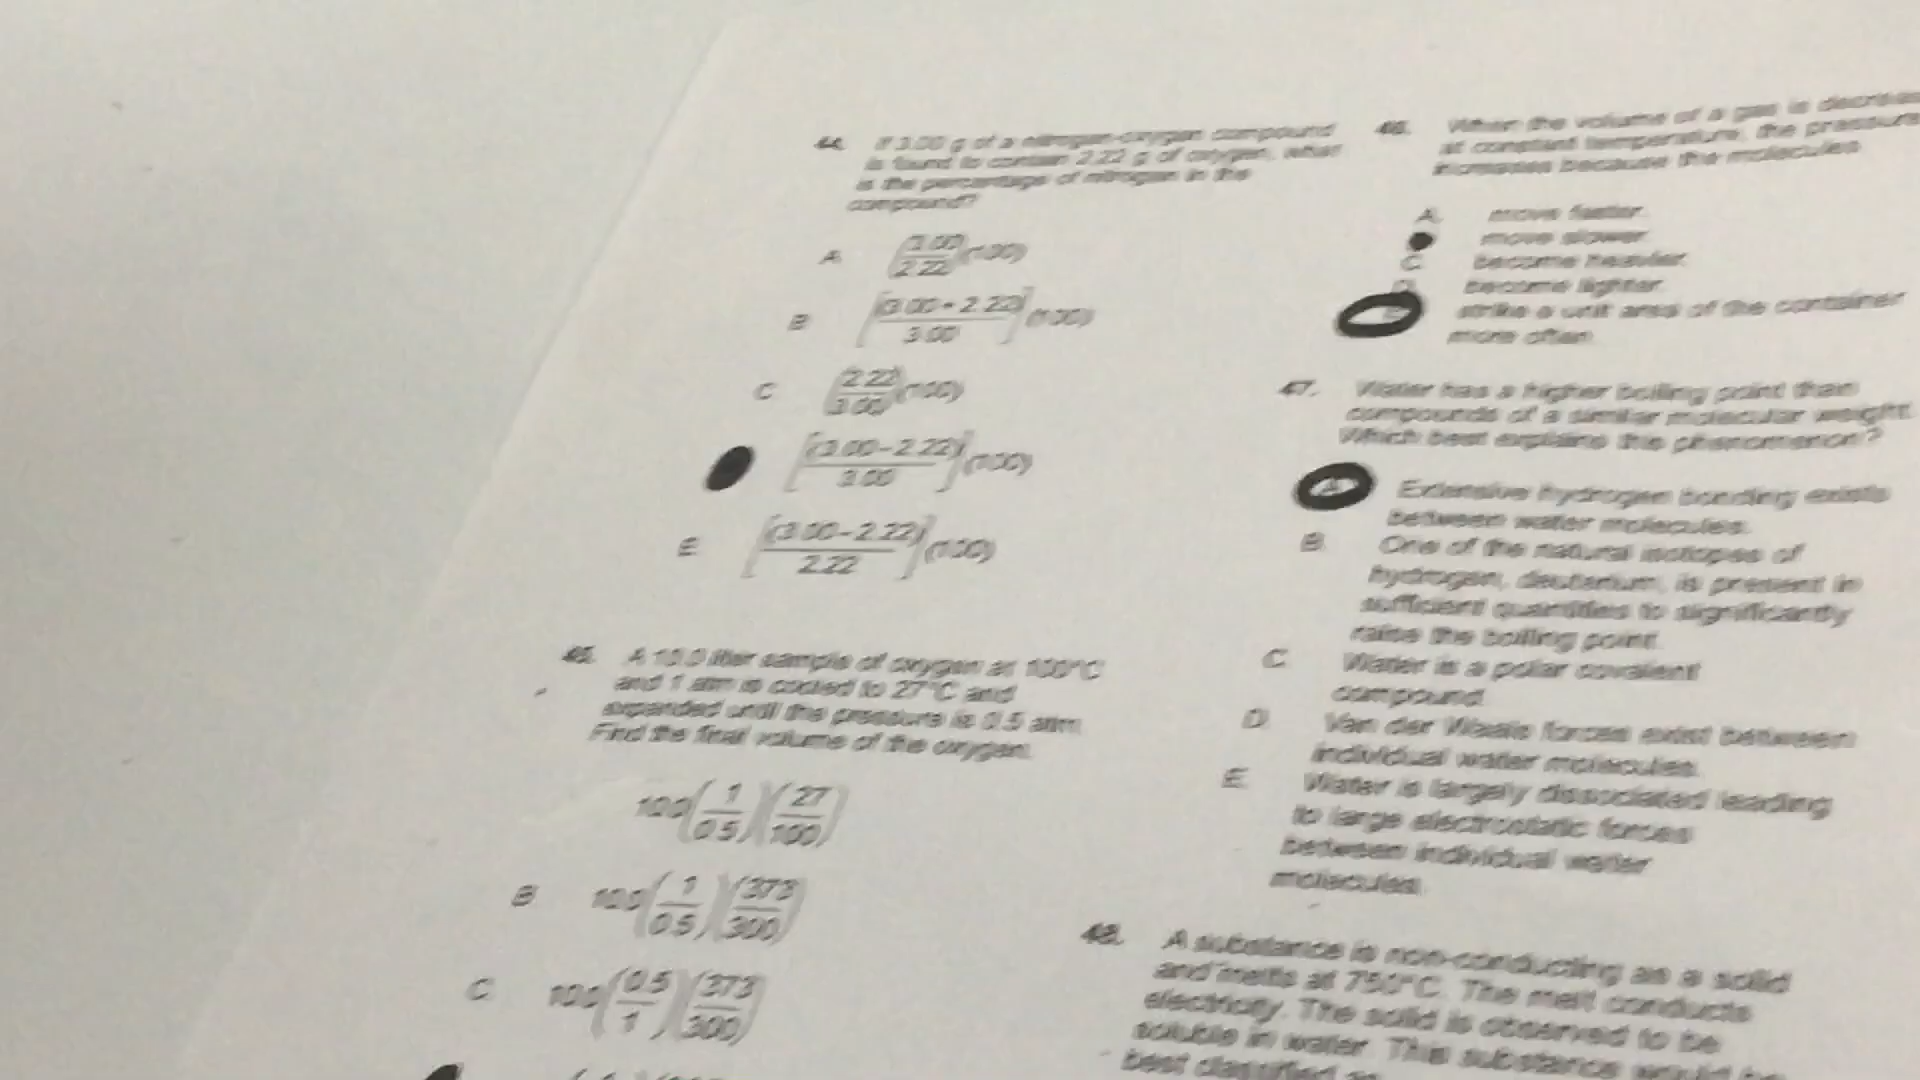 44. If 3.00 g of a nitrogen-oxygen compound
is found to contain 2.22 g of oxygen, what
is the percentage of nitrogen in the
compound?
A. (3.00/2.22)(100)
B. [(3.00+2.22)/3.00](100)
C. (2.22/3.00)(100)
[(3.00-2.22)/3.00](100)
E. [(3.00-2.22)/2.22](100)
45. A 10.0 liter sample of oxygen at 100°C
and 1 atm is cooled to 27°C and
expanded until the pressure is 0.5 atm.
Find the final volume of the oxygen.
10.0(1/0.5)(27/100)
B. 10.0(1/0.5)(373/300)
C. 10.0(0.5/1)(373/300)
46. When the volume of a gas is
at constant temperature, the pressure
increases because the molecules
A. move faster.
move slower.
C. become heavier.
D. become lighter.
E. strike a unit area of the container
more often.
47. Water has a higher boiling point than
compounds of a similar molecular weight.
Which best explains this phenomenon?
A. Extensive hydrogen bonding exists
between water molecules.
B. One of the natural isotopes of
hydrogen, deuterium, is present in
sufficient quantities to significantly
raise the boiling point.
C. Water is a polar covalent
compound.
D. Van der Waals forces exist between
individual water molecules.
E. Water is largely dissociated leading
to large electrostatic forces
between individual water
molecules.
48. A substance is non-conducting as a solid
and melts at 750°C. The melt conducts
electricity. The solid is observed to be
soluble in water. This substance would be
best classified as